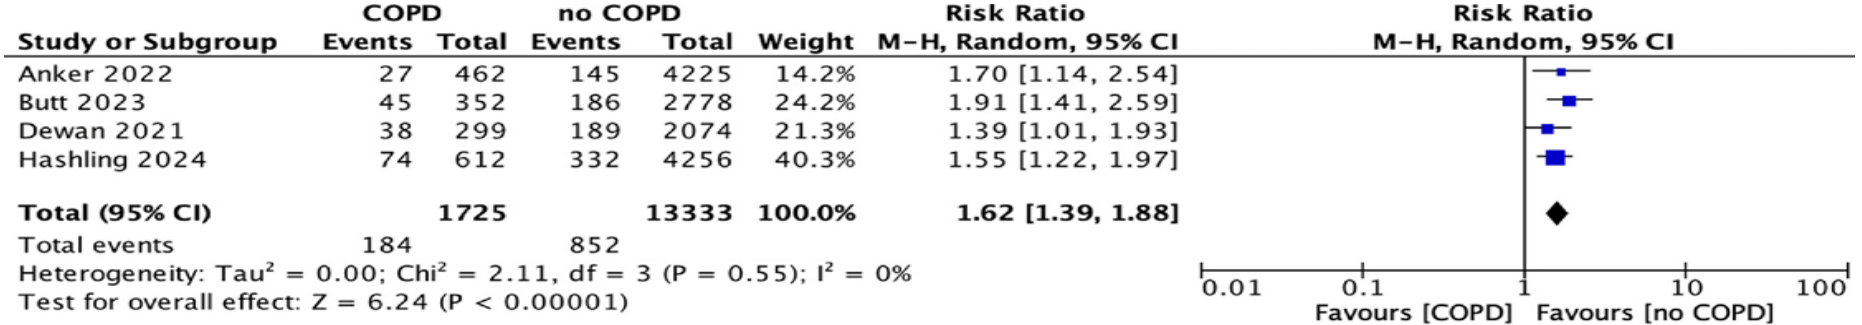 COPD no COPD Risk Ratio Risk Ratio
Study or Subgroup Events Total Events Total Weight M-H, Random, 95% CI M-H, Random, 95% CI
Anker 2022 27 462 145 4225 14.2% 1.70 [1.14, 2.54]
Butt 2023 45 352 186 2778 24.2% 1.91 [1.41, 2.59]
Dewan 2021 38 299 189 2074 21.3% 1.39 [1.01, 1.93]
Hashling 2024 74 612 332 4256 40.3% 1.55 [1.22, 1.97]
Total (95% CI) 1725 13333 100.0% 1.62 [1.39, 1.88]
Total events 184 852
Heterogeneity: Tau² = 0.00; Chi² = 2.11, df = 3 (P = 0.55); I² = 0%
Test for overall effect: Z = 6.24 (P < 0.00001)
0.01 0.1 1 10 100
Favours [COPD] Favours [no COPD]